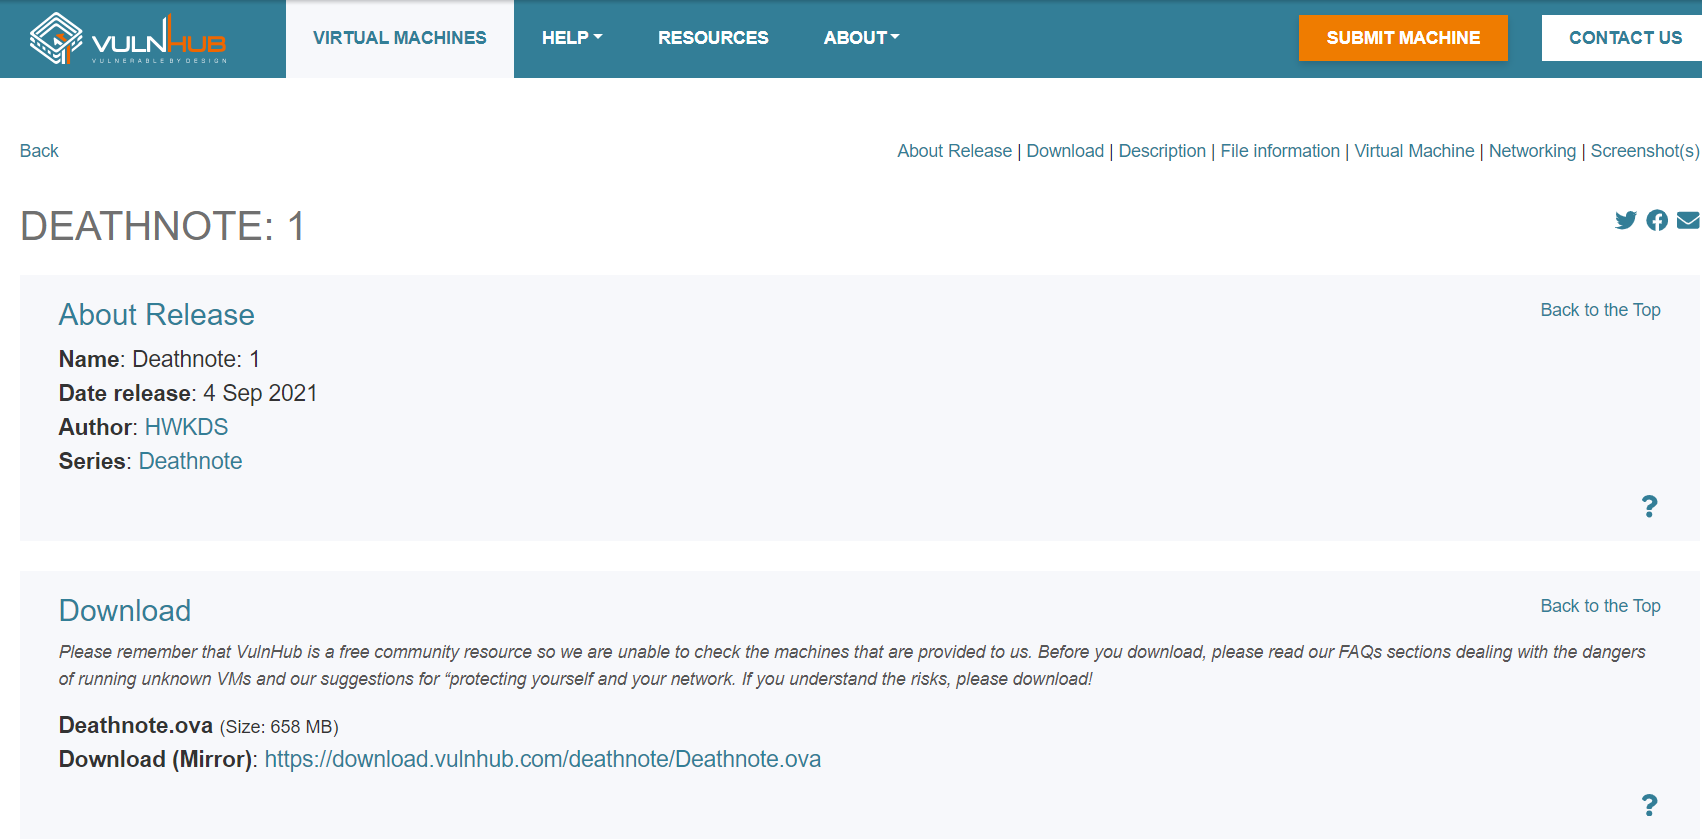 VULNHUB
VULNERABLE BY DESIGN
VIRTUAL MACHINES
HELP
RESOURCES
ABOUT
SUBMIT MACHINE
CONTACT US
Back
About Release | Download | Description | File information | Virtual Machine | Networking | Screenshot(s)
DEATHNOTE: 1
About Release
Back to the Top
Name: Deathnote: 1
Date release: 4 Sep 2021
Author: HWKDS
Series: Deathnote
?
Download
Back to the Top
Please remember that VulnHub is a free community resource so we are unable to check the machines that are provided to us. Before you download, please read our FAQs sections dealing with the dangers
of running unknown VMs and our suggestions for “protecting yourself and your network. If you understand the risks, please download!
Deathnote.ova (Size: 658 MB)
Download (Mirror): https://download.vulnhub.com/deathnote/Deathnote.ova
?